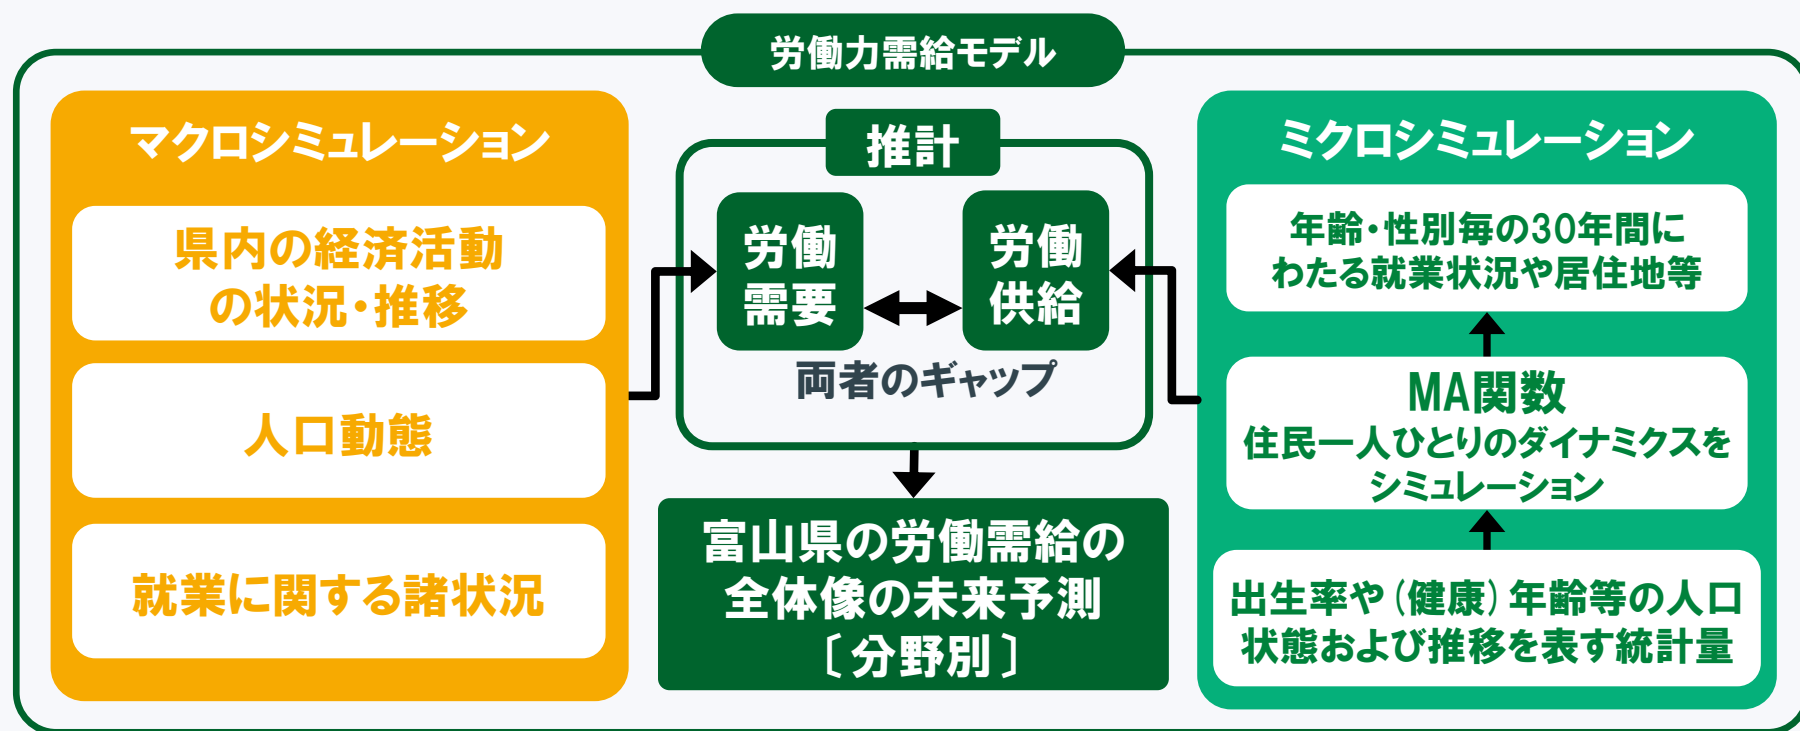 労働力需給モデル
マクロシミュレーション
県内の経済活動
の状況・推移
人口動態
就業に関する諸状況
推計
労働
需要
労働
供給
両者のギャップ
富山県の労働需給の
全体像の未来予測
〔分野別〕
ミクロシミュレーション
年齢・性別毎の30年間に
わたる就業状況や居住地等
MA関数
住民一人ひとりのダイナミクスを
シミュレーション
出生率や(健康)年齢等の人口
状態および推移を表す統計量